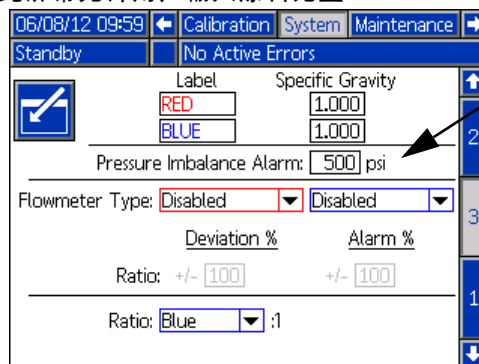 06/08/12 09:59 Calibration System Maintenance
Standby No Active Errors
Label Specific Gravity
RED 1.000
BLUE 1.000
Pressure Imbalance Alarm: 500 psi
Flowmeter Type: Disabled Disabled
Deviation % Alarm %
Ratio: +/- 100 +/- 100
Ratio: Blue :1
2
3
1